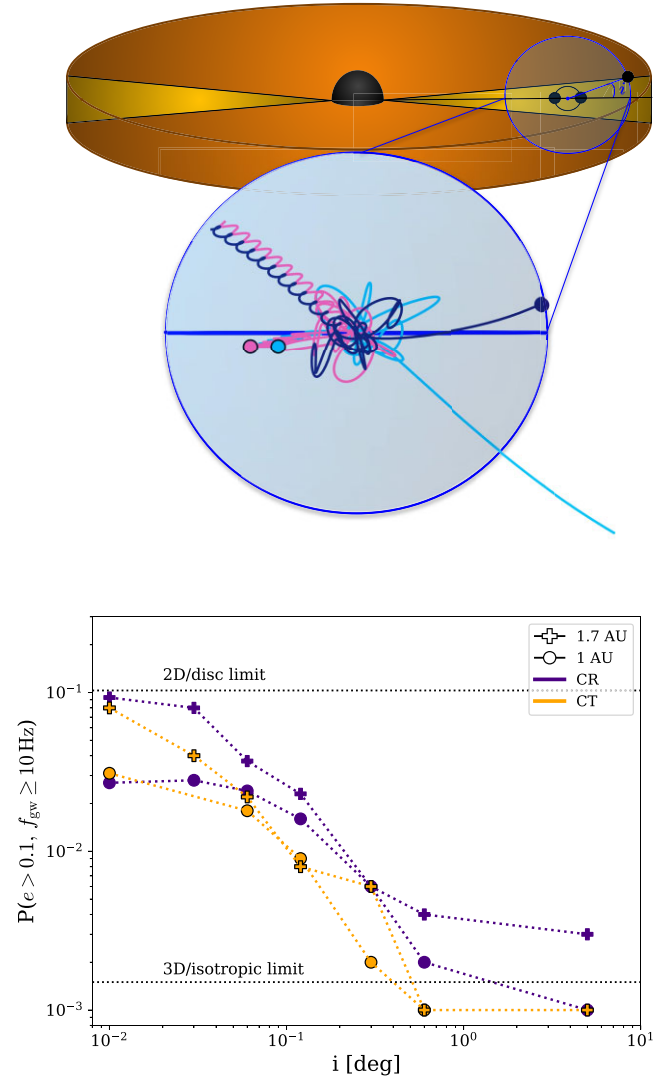 i
1.7 AU
1 AU
CR
CT
2D/disc limit
3D/isotropic limit
P(e > 0.1, f_gw ≥ 10 Hz)
10⁻¹
10⁻²
10⁻³
10⁻² 10⁻¹ 10⁰ 10¹
i [deg]